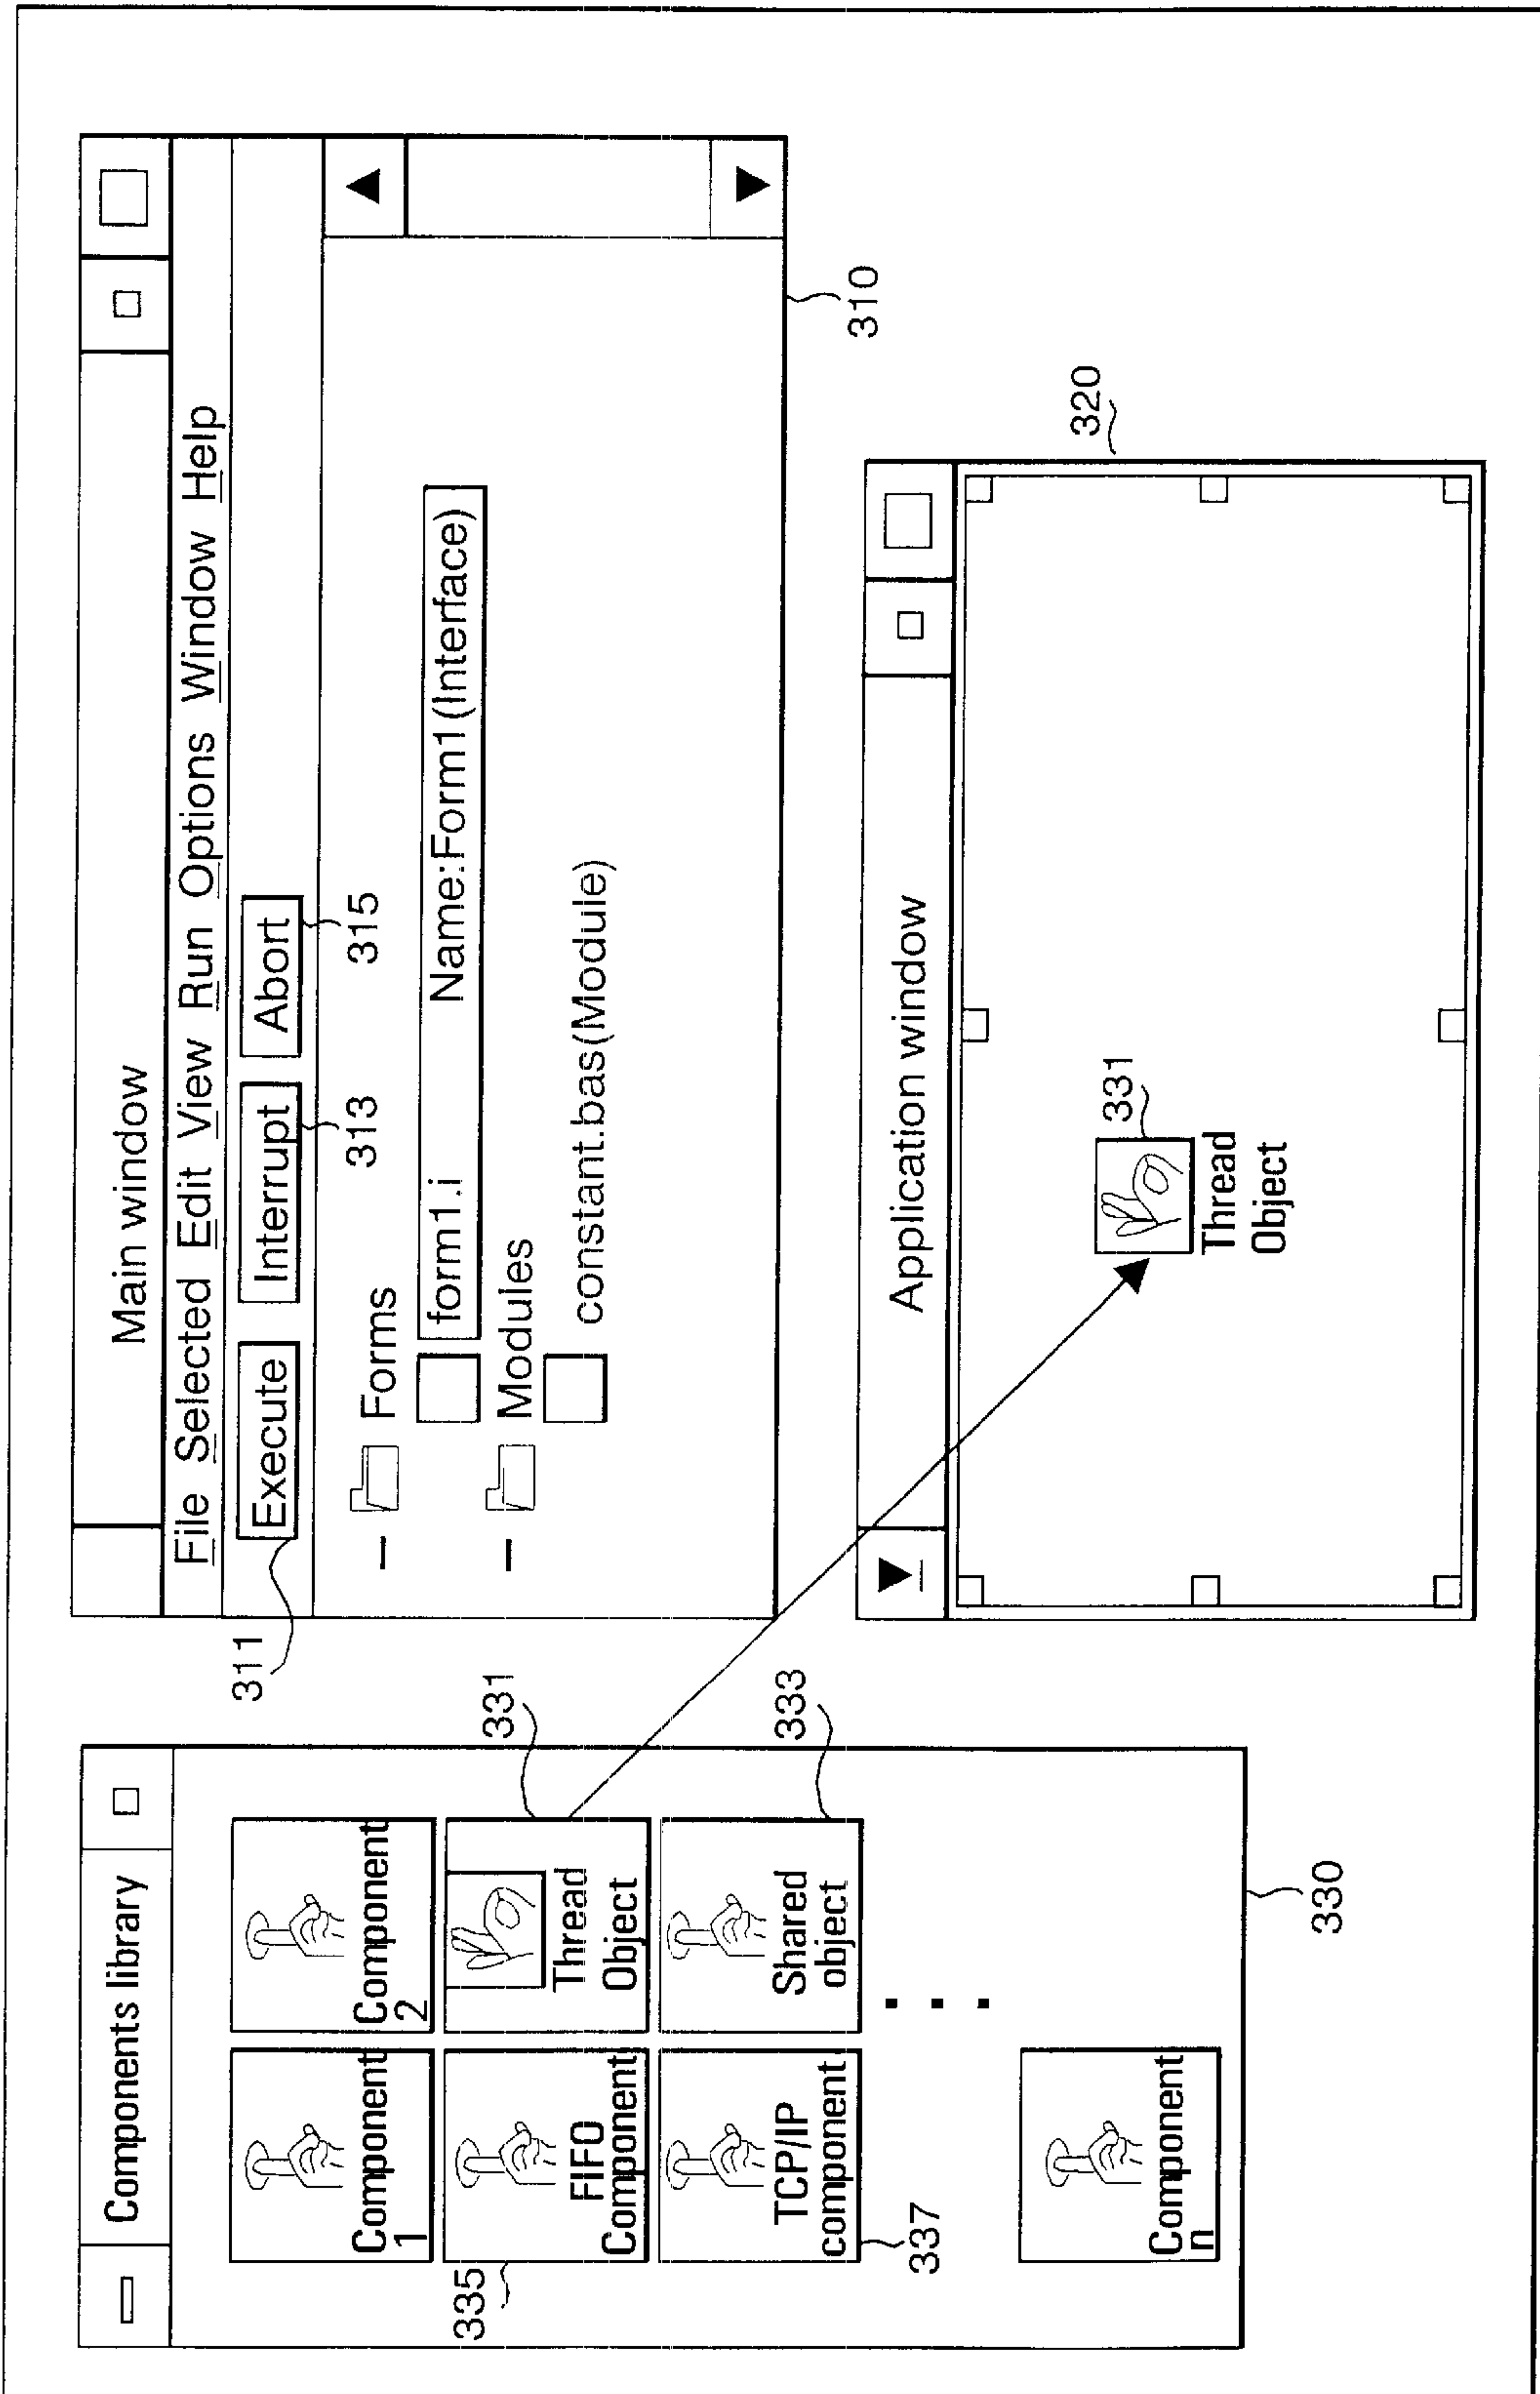 Components library
Component
1
Component
2
335
FIFO
Component
331
Thread
Object
TCP/IP
component
337
333
Shared
object
. . .
Component
n
330
Main window
File Selected Edit View Run Options Window Help
311
Execute
Interrupt
Abort
313
315
Forms
form1.i Name:Form1(Interface)
Modules
constant.bas(Module)
310
Application window
320
331
Thread
Object